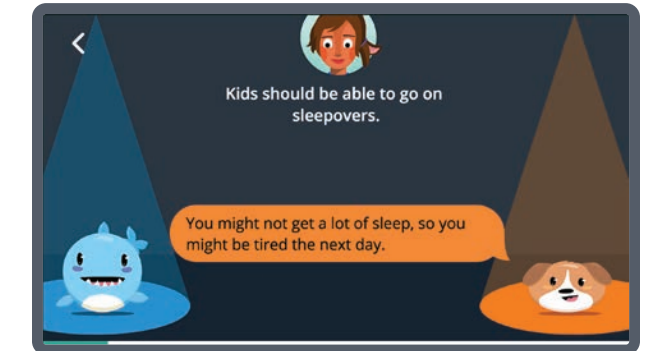 Kids should be able to go on
sleepovers.
You might not get a lot of sleep, so you
might be tired the next day.